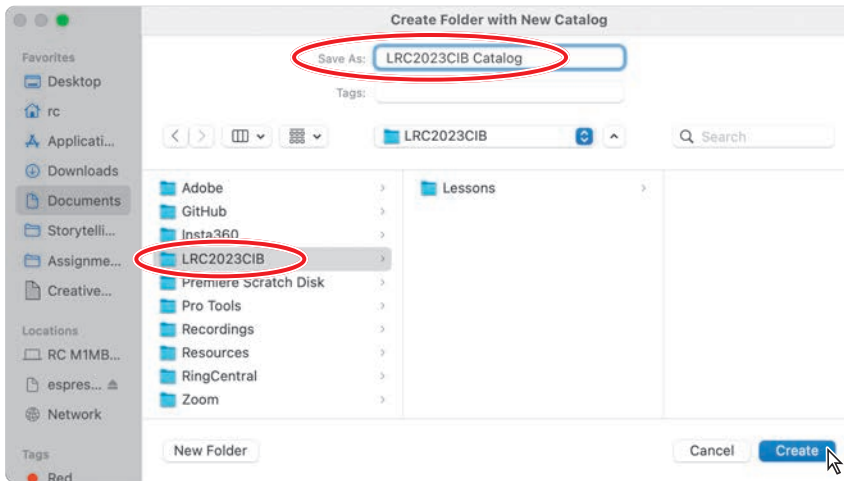 Create Folder with New Catalog
Favorites
Desktop
rc
Applicati...
Downloads
Documents
Storytelli...
Assignme...
Creative...
Locations
RC M1MB...
espres...
Network
Tags
Red
Save As: LRC2023CIB Catalog
Tags:
LRC2023CIB
Search
Adobe
GitHub
Insta360
LRC2023CIB
Premiere Scratch Disk
Pro Tools
Recordings
Resources
RingCentral
Zoom
Lessons
New Folder
Cancel
Create